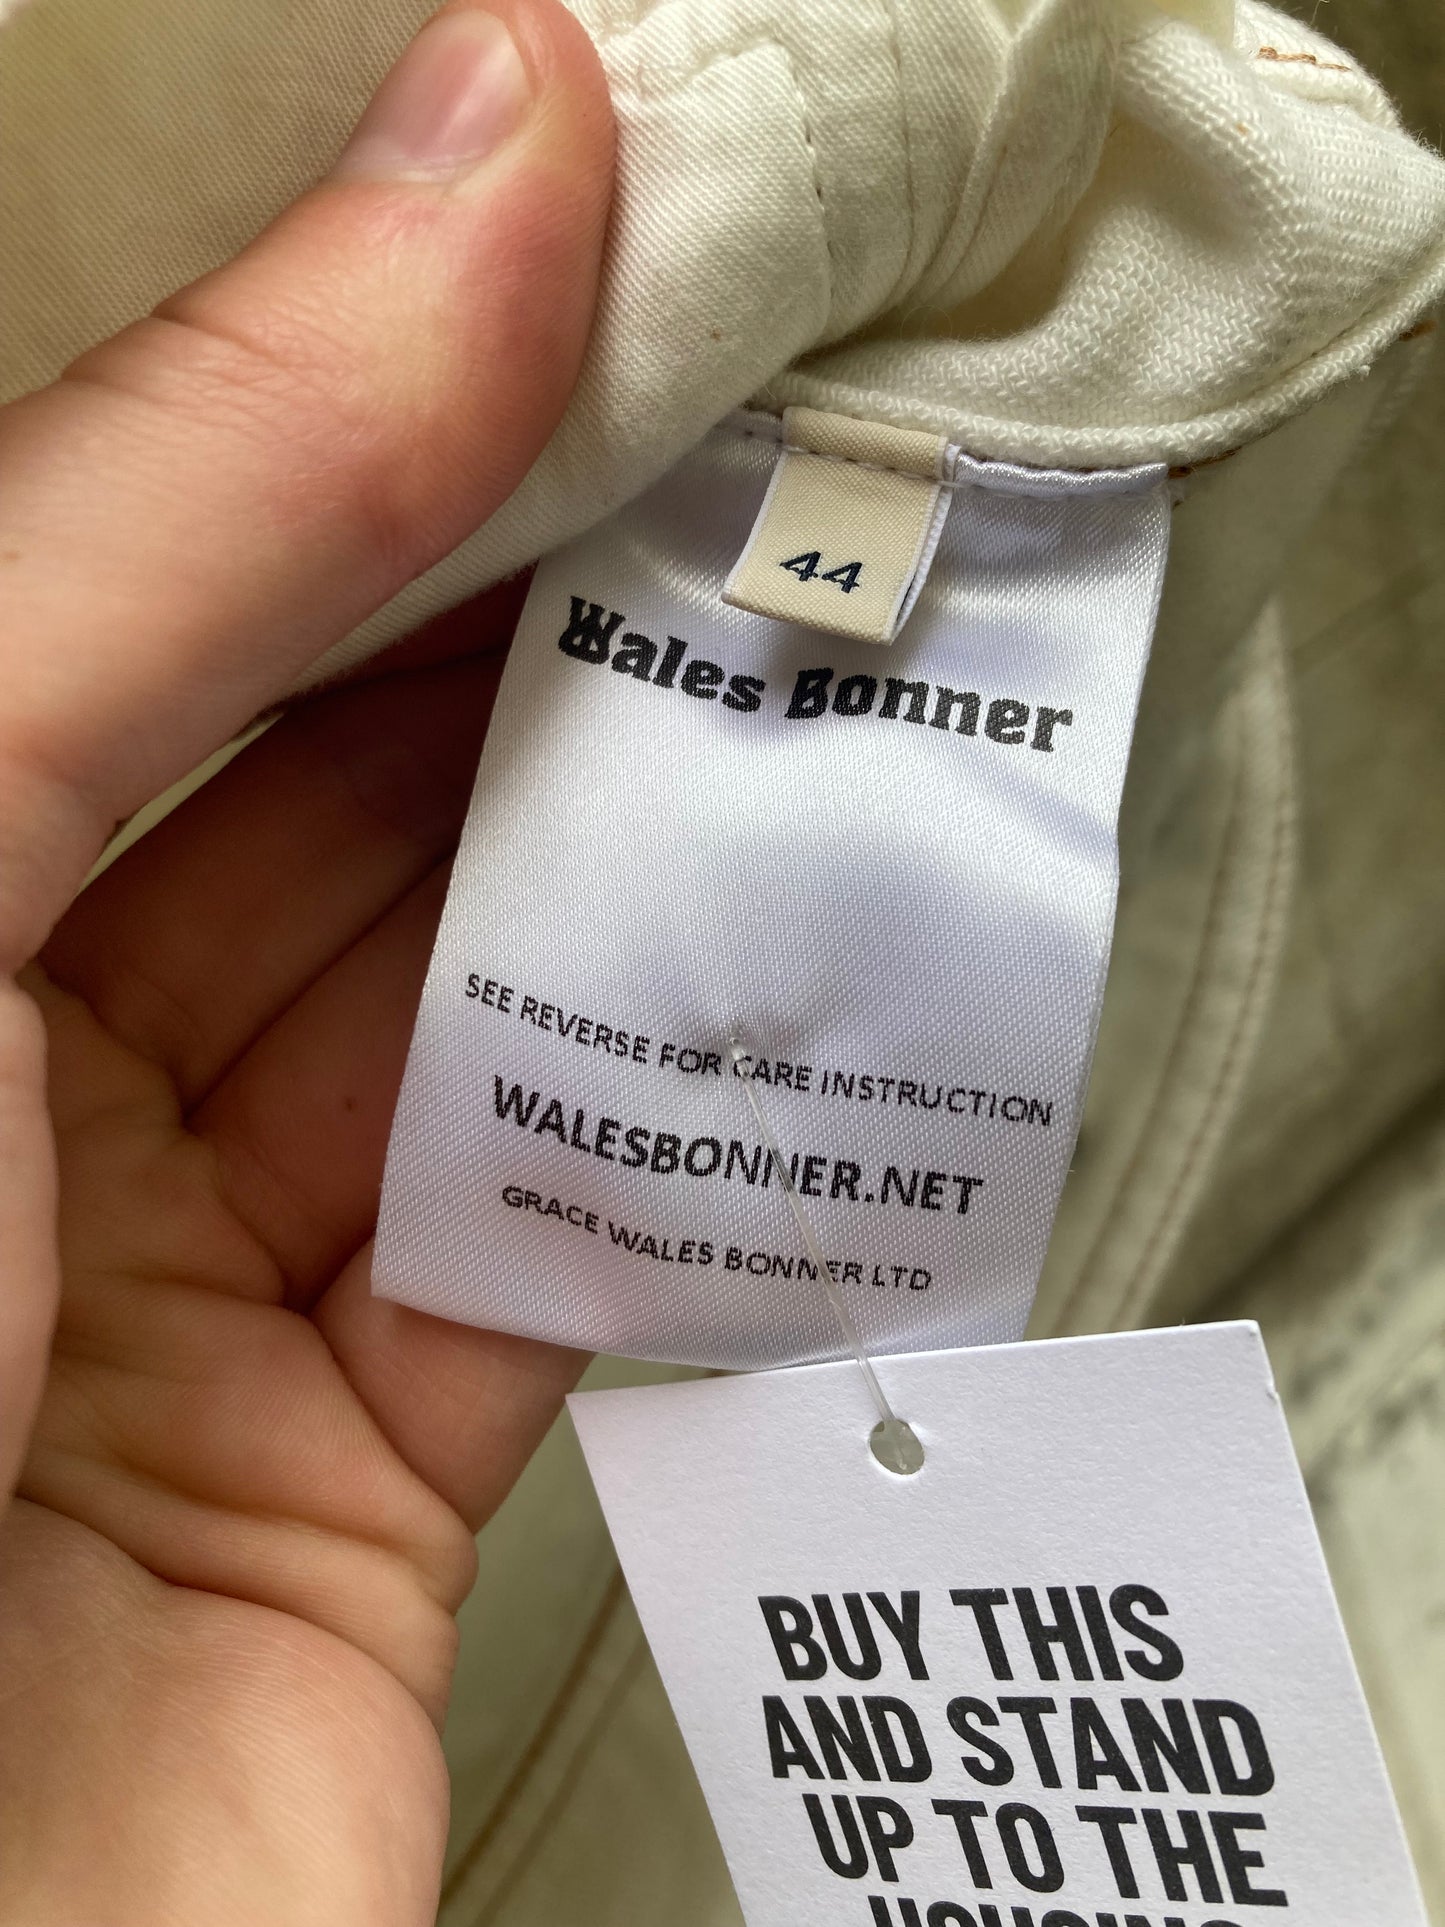 44
Wales Bonner
SEE REVERSE FOR CARE INSTRUCTION
WALESBONNER.NET
GRACE WALES BONNER LTD
BUY THIS
AND STAND
UP TO THE
HOUSING